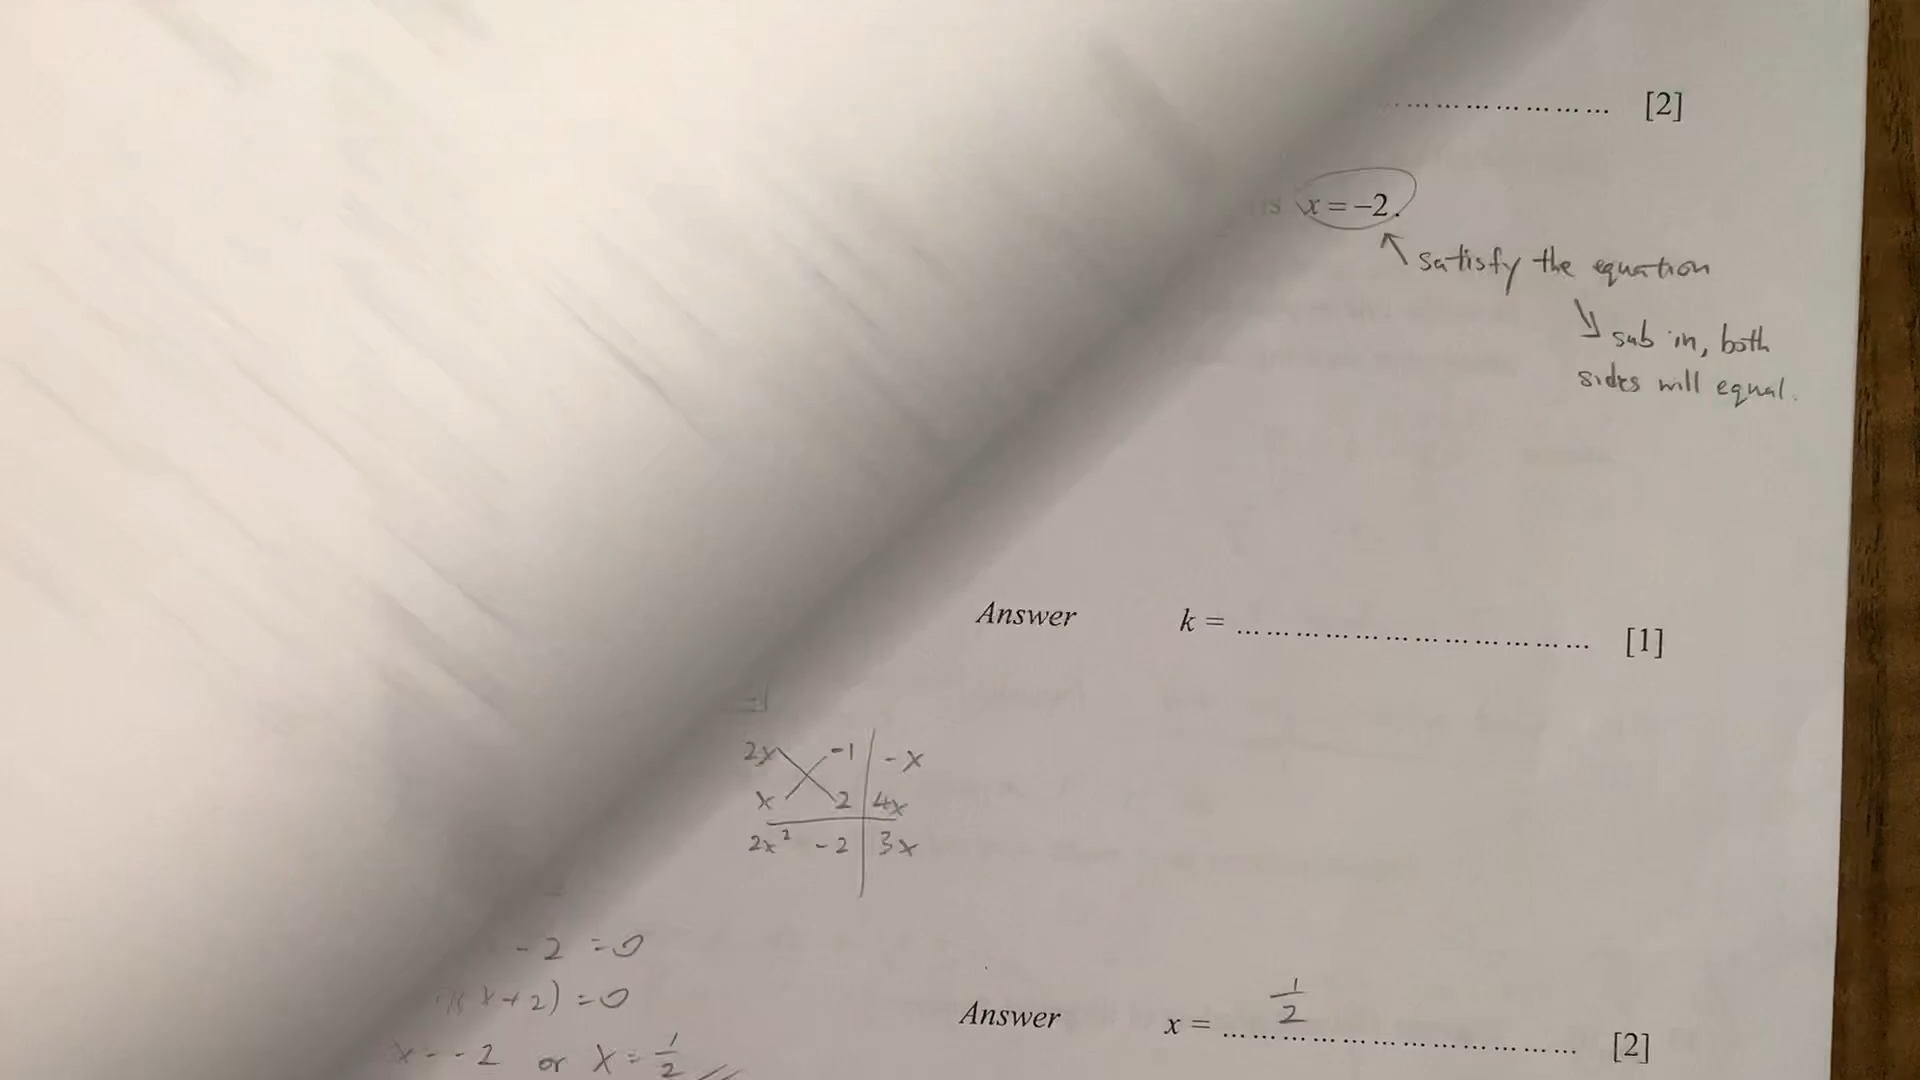 [2]
x = −2.
satisfy the equation
sub in, both
sides will equal.
Answer k = [1]
2x -1 -x
x 2 4x
2x² -2 3x
- 2 = 0
x + 2) = 0
Answer x = 1/2 [2]
x = -2 or x = 1/2